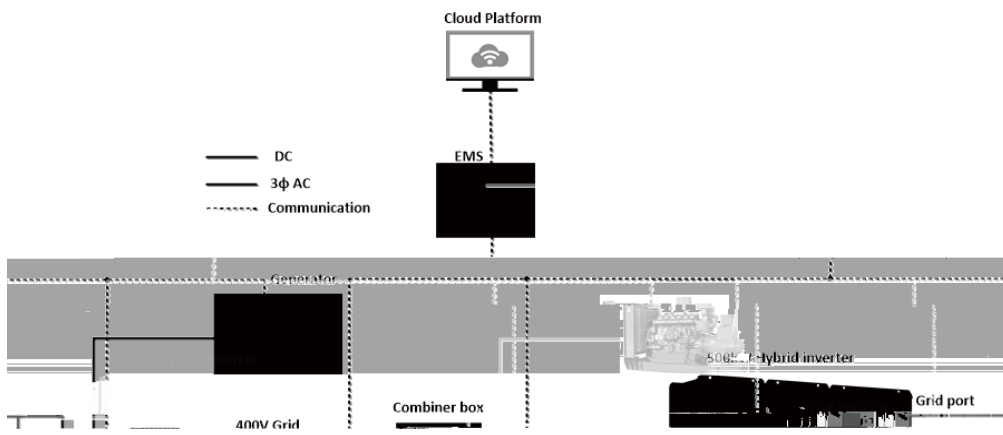 Cloud Platform
EMS
DC
3ϕ AC
Communication
Generator
Hybrid inverter
Grid port
Combiner box
400V Grid